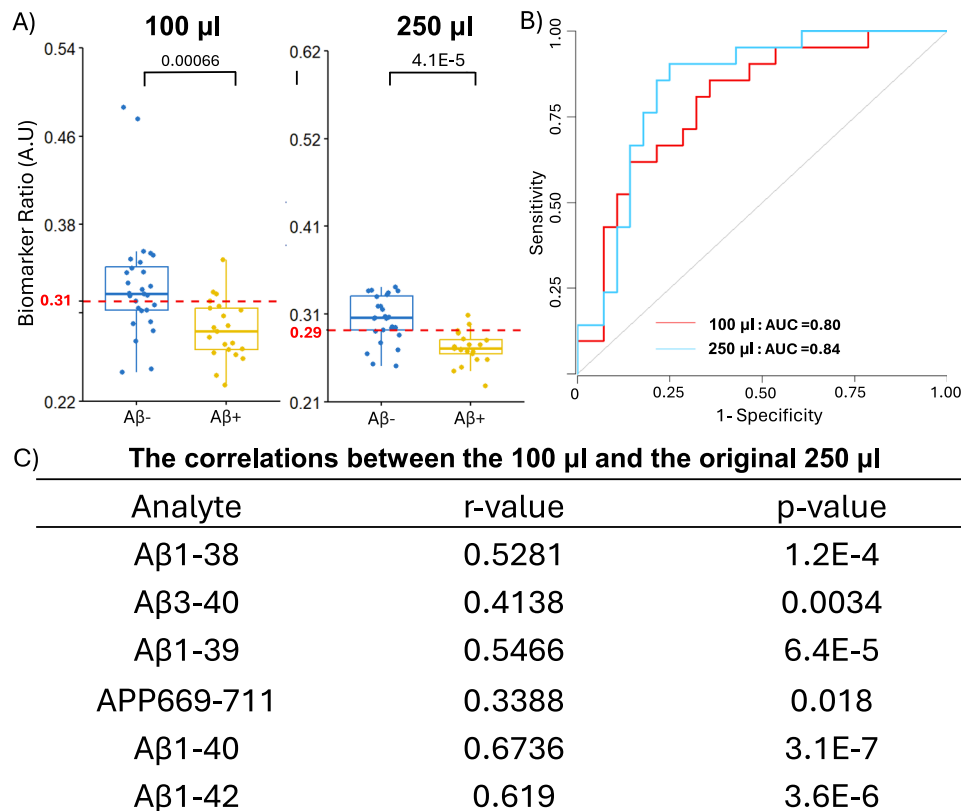 A)
100 µl
250 µl
B)
0.00066
4.1E-5
Biomarker Ratio (A.U)
0.54
0.46
0.38
0.31
0.30
0.22
Aβ-
Aβ+
0.62
0.52
0.41
0.31
0.29
0.21
Aβ-
Aβ+
Sensitivity
1.00
0.75
0.50
0.25
100 µl : AUC =0.80
250 µl : AUC =0.84
0.25
0.50
0.75
1.00
1- Specificity
C)
The correlations between the 100 µl and the original 250 µl
Analyte r-value p-value
Aβ1-38 0.5281 1.2E-4
Aβ3-40 0.4138 0.0034
Aβ1-39 0.5466 6.4E-5
APP669-711 0.3388 0.018
Aβ1-40 0.6736 3.1E-7
Aβ1-42 0.619 3.6E-6